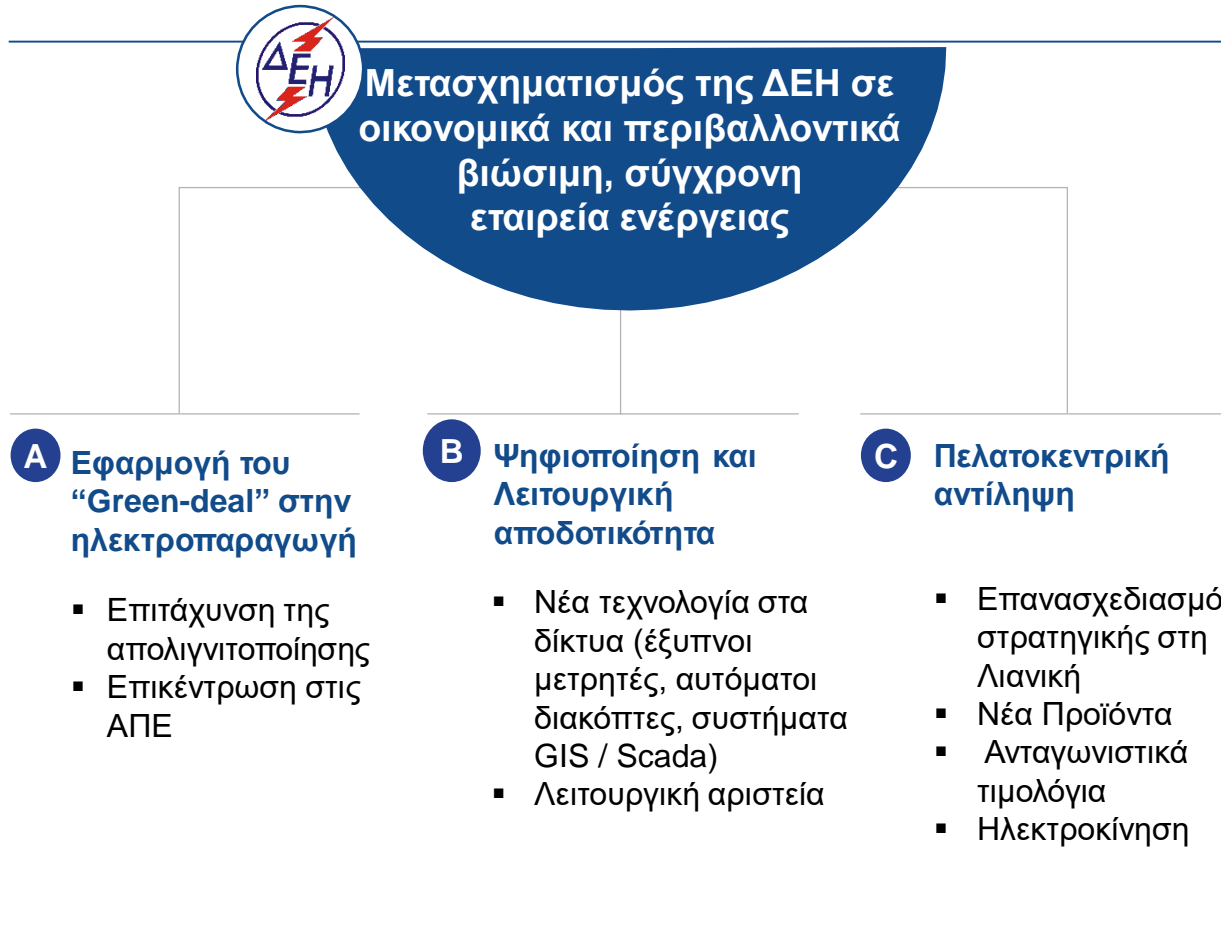 ΔΕΗ
Μετασχηματισμός της ΔΕΗ σε
οικονομικά και περιβαλλοντικά
βιώσιμη, σύγχρονη
εταιρεία ενέργειας
A
Εφαρμογή του
“Green-deal” στην
ηλεκτροπαραγωγή
▪ Επιτάχυνση της
απολιγνιτοποίησης
▪ Επικέντρωση στις
ΑΠΕ
B
Ψηφιοποίηση και
Λειτουργική
αποδοτικότητα
▪ Νέα τεχνολογία στα
δίκτυα (έξυπνοι
μετρητές, αυτόματοι
διακόπτες, συστήματα
GIS / Scada)
▪ Λειτουργική αριστεία
C
Πελατοκεντρική
αντίληψη
▪ Επανασχεδιασμό
στρατηγικής στη
Λιανική
▪ Νέα Προϊόντα
▪ Ανταγωνιστικά
τιμολόγια
▪ Ηλεκτροκίνηση